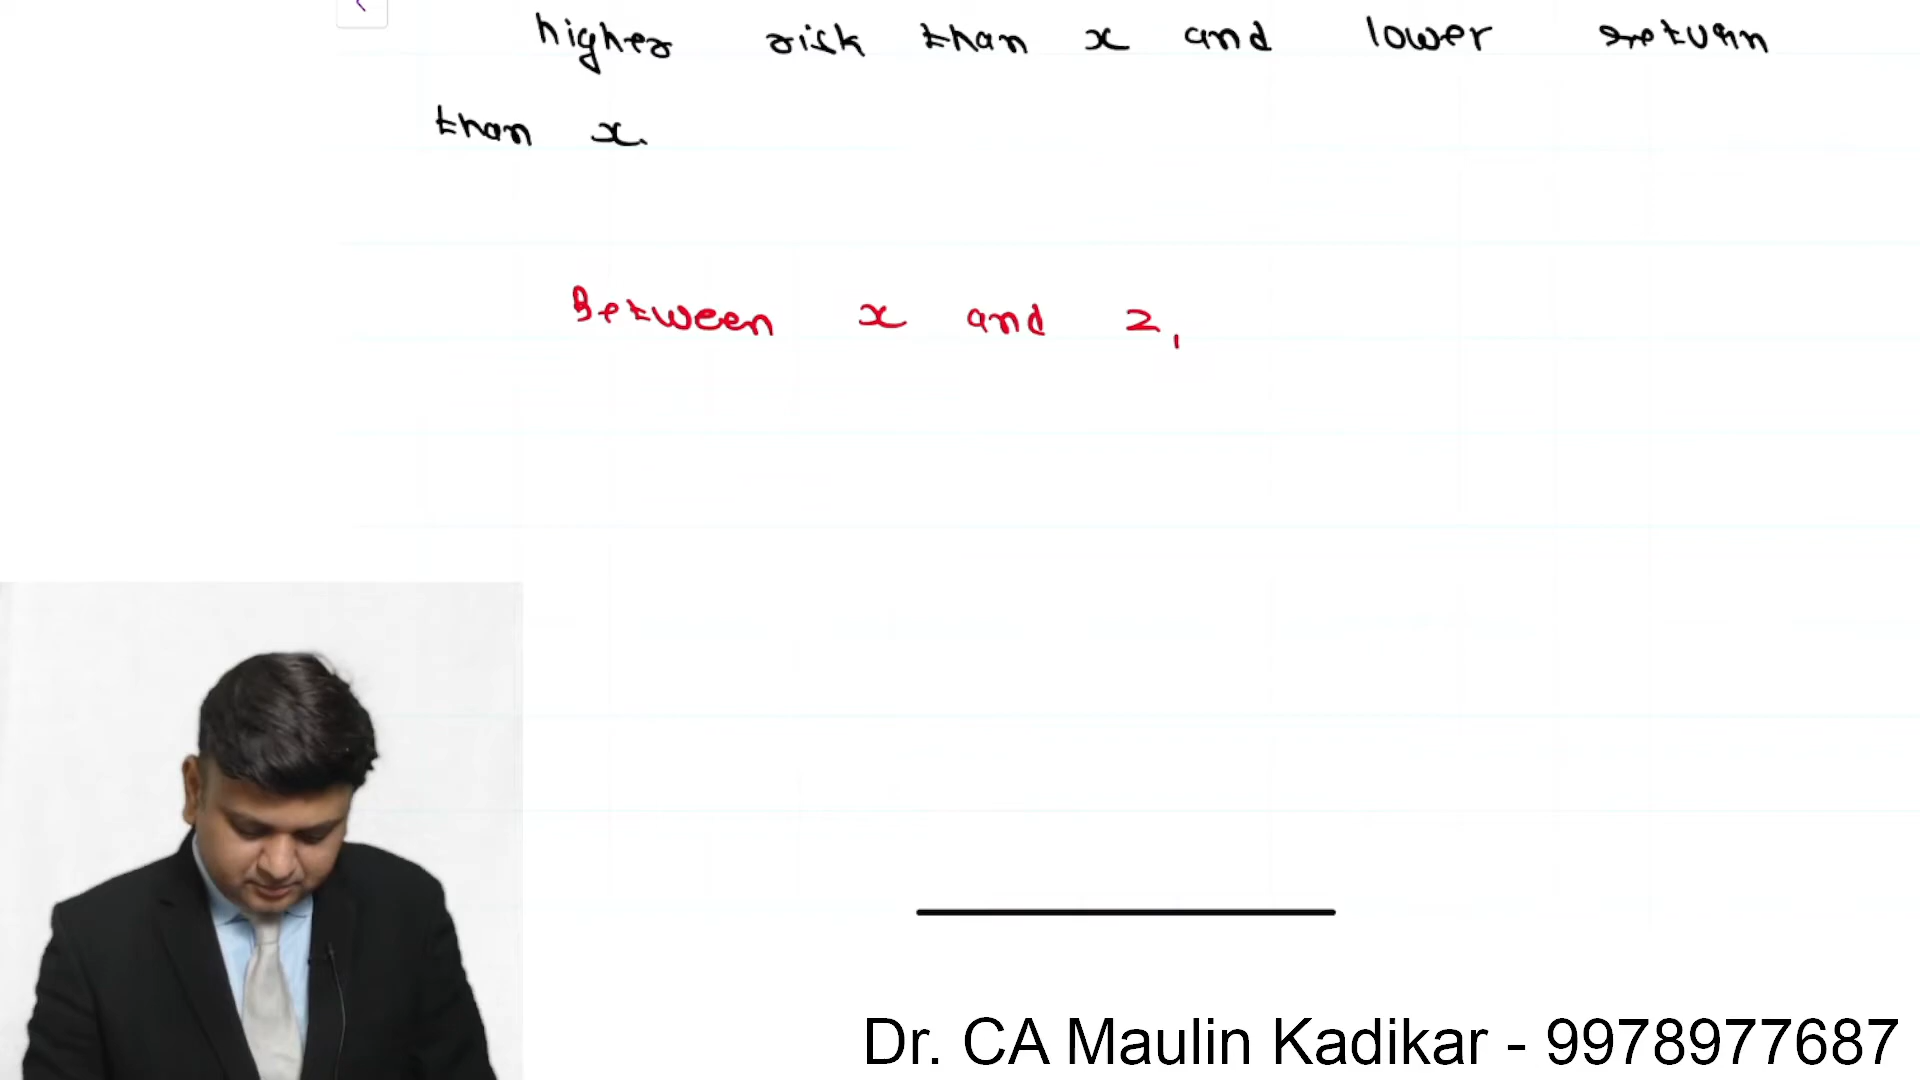 higher risk than x and lower return
than x.
Between x and z,
Dr. CA Maulin Kadikar - 9978977687